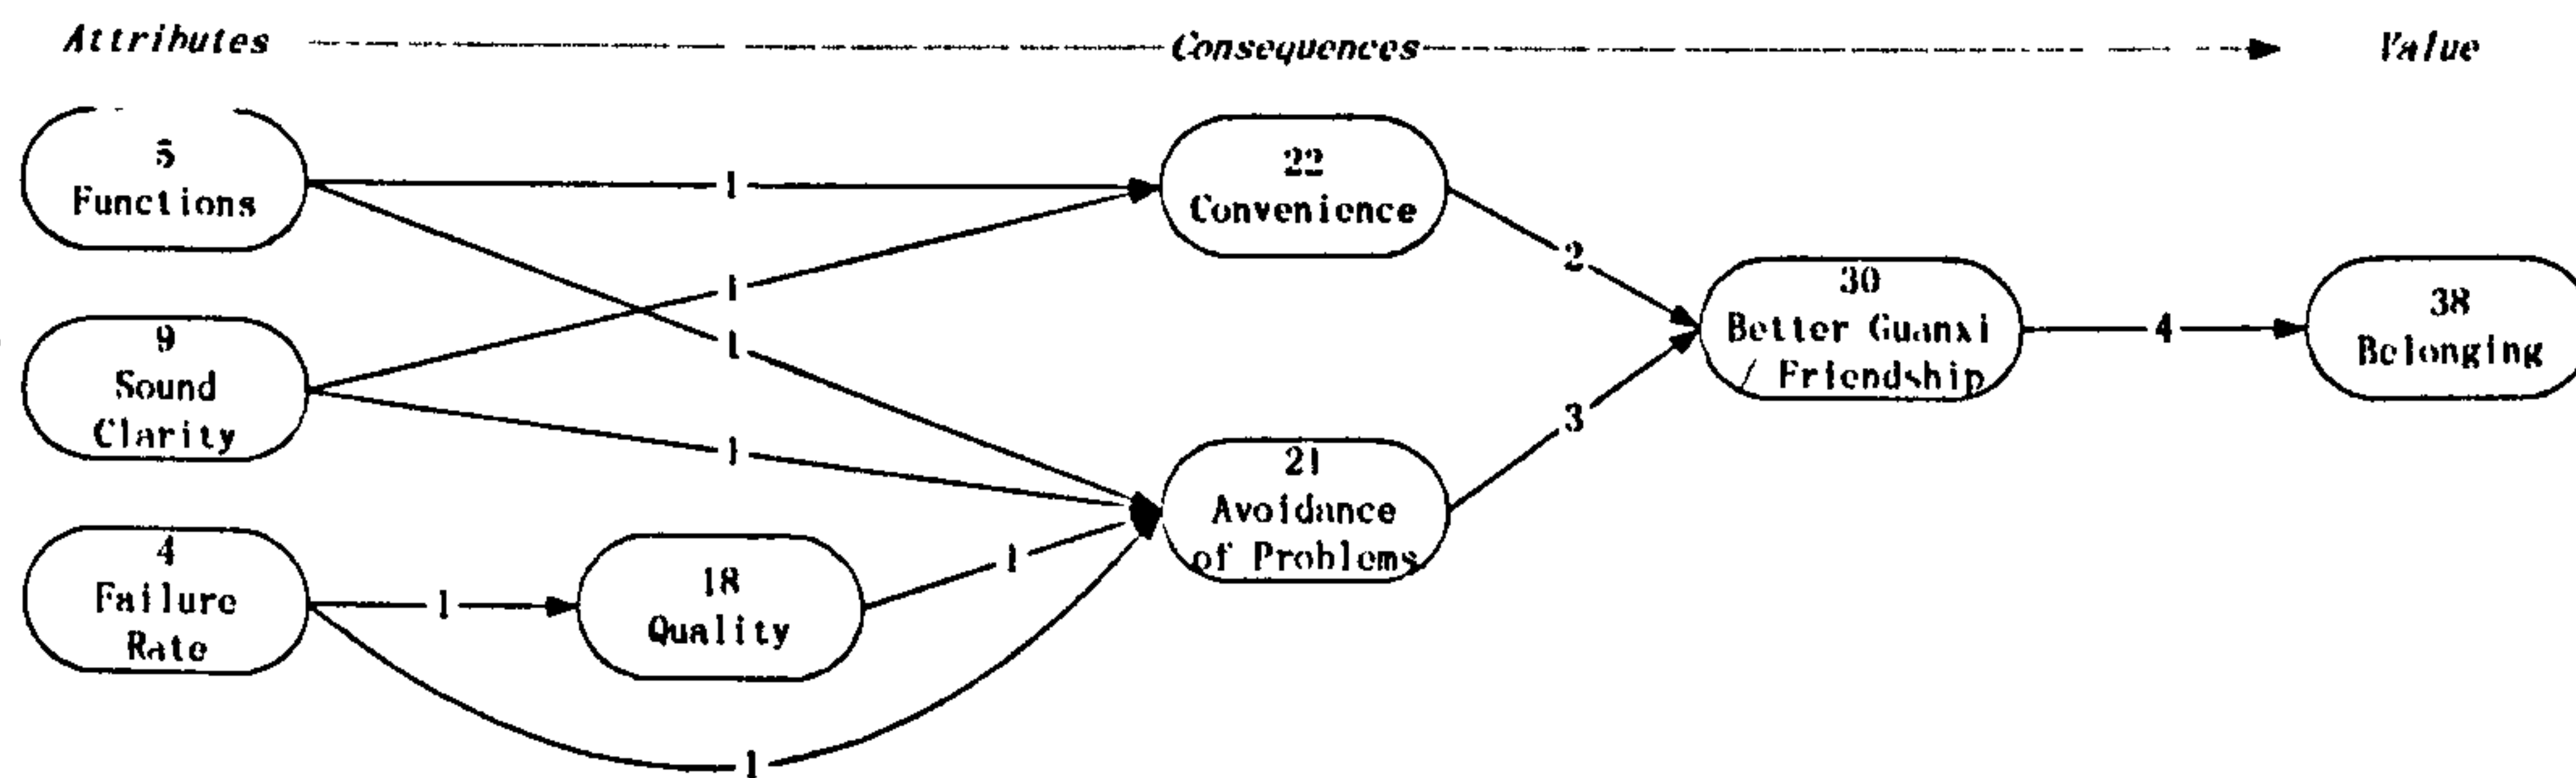 Attributes Consequences Value
5
Functions
1
22
Convenience
1
1
2
9
Sound
Clarity
1
30
Better Guanxi
/ Friendship
4
38
Belonging
3
21
Avoidance
of Problems
4
Failure
Rate
1
18
Quality
1
1